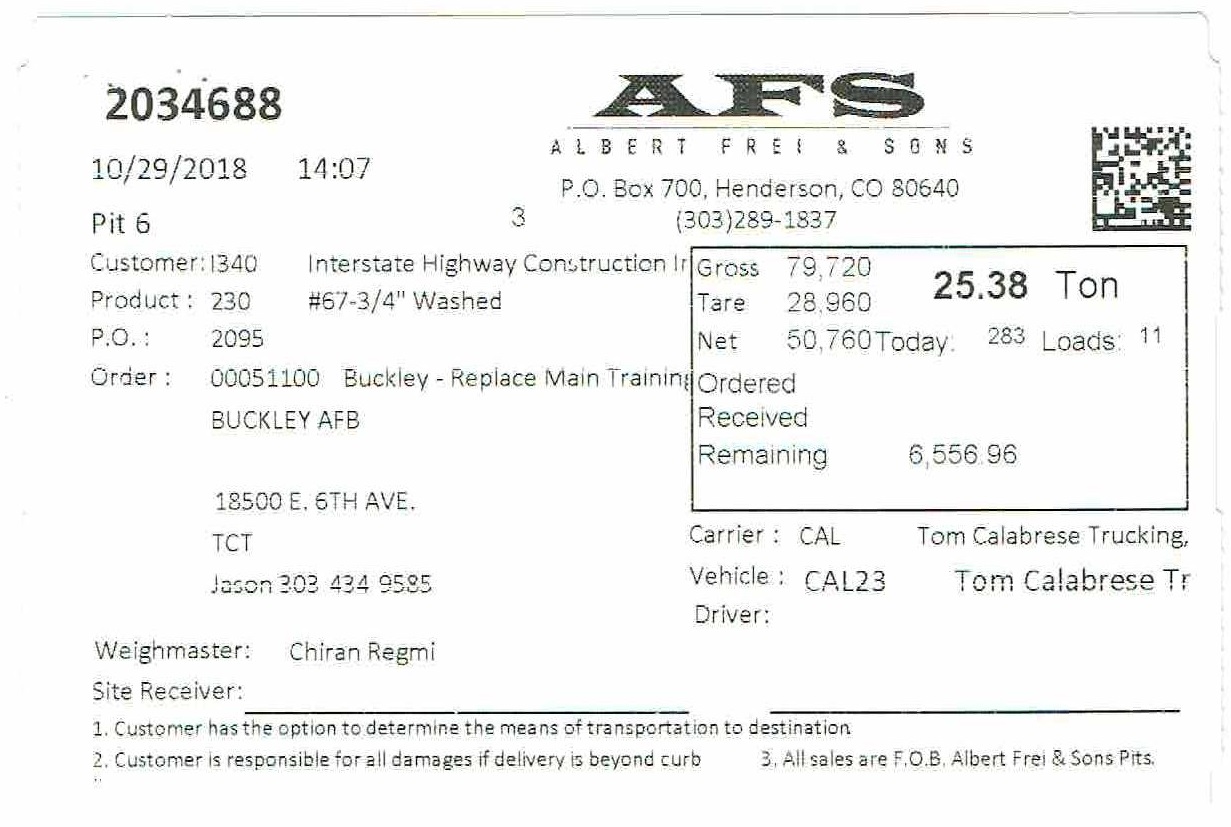 2034688
AFS
ALBERT FREI & SONS
10/29/2018 14:07
P.O. Box 700, Henderson, CO 80640
Pit 6 3 (303)289-1837
Customer: I340 Interstate Highway Construction Ir
Gross 79,720 25.38 Ton
Product : 230 #67-3/4" Washed
Tare 28,960
P.O. : 2095
Net 50,760 Today: 283 Loads: 11
Order : 00051100 Buckley - Replace Main Training
Ordered
BUCKLEY AFB
Received
Remaining 6,556.96
18500 E. 6TH AVE.
TCT
Carrier : CAL Tom Calabrese Trucking,
Jason 303 434 9585
Vehicle : CAL23 Tom Calabrese Tr
Driver:
Weighmaster: Chiran Regmi
Site Receiver:
1. Customer has the option to determine the means of transportation to destination
2. Customer is responsible for all damages if delivery is beyond curb 3. All sales are F.O.B. Albert Frei & Sons Pits.